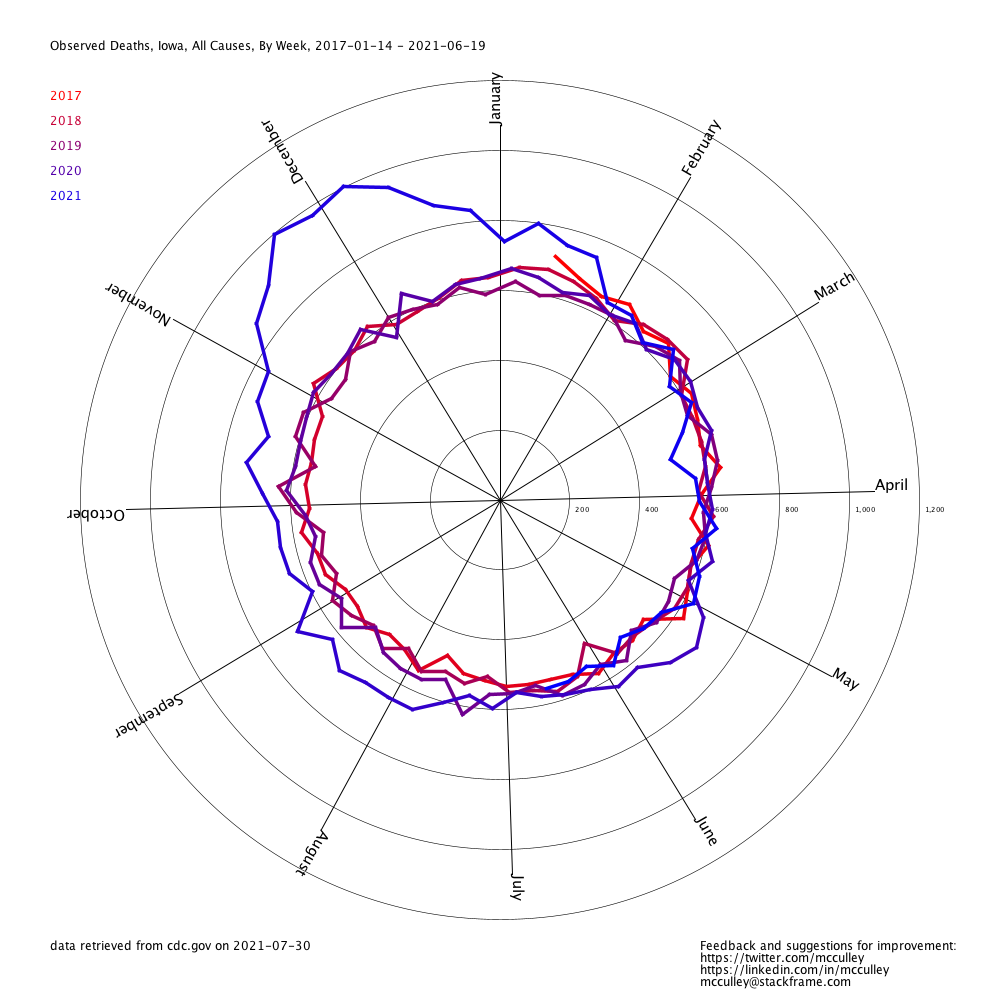 Observed Deaths, Iowa, All Causes, By Week, 2017-01-14 - 2021-06-19
2017
2018
2019
2020
2021
January
February
March
April
May
June
July
August
September
October
November
December
200
400
600
800
1,000
1,200
data retrieved from cdc.gov on 2021-07-30
Feedback and suggestions for improvement:
https://twitter.com/mcculley
https://linkedin.com/in/mcculley
mcculley@stackframe.com